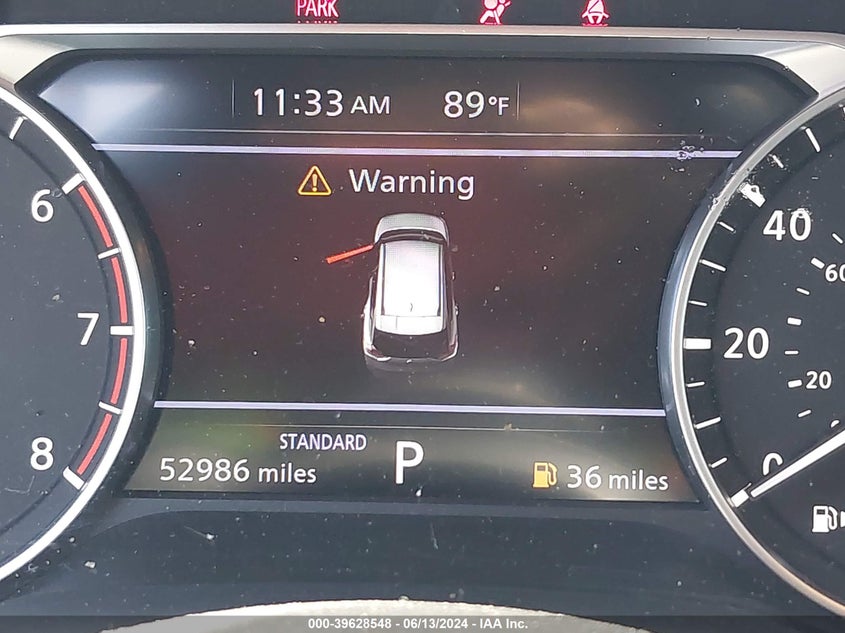 PARK
11:33 AM 89°F
Warning
6
7
8
40
60
20
20
0
STANDARD
52986 miles P 36 miles
000-39628548 - 06/13/2024 - IAA Inc.